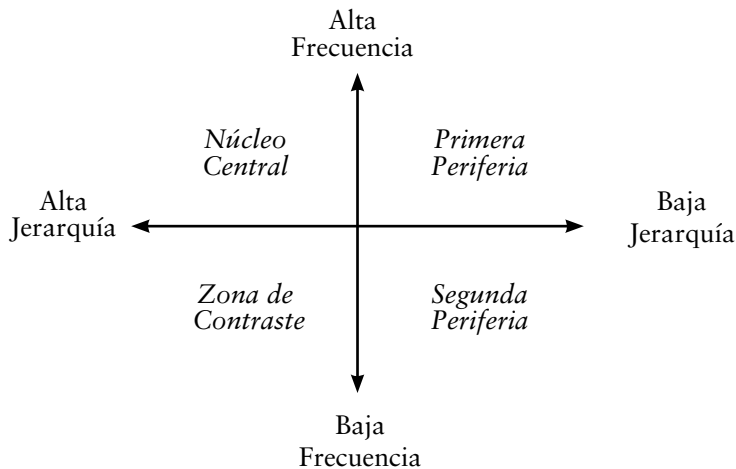 Alta
Frecuencia
Núcleo
Central
Primera
Periferia
Alta
Jerarquía
Baja
Jerarquía
Zona de
Contraste
Segunda
Periferia
Baja
Frecuencia